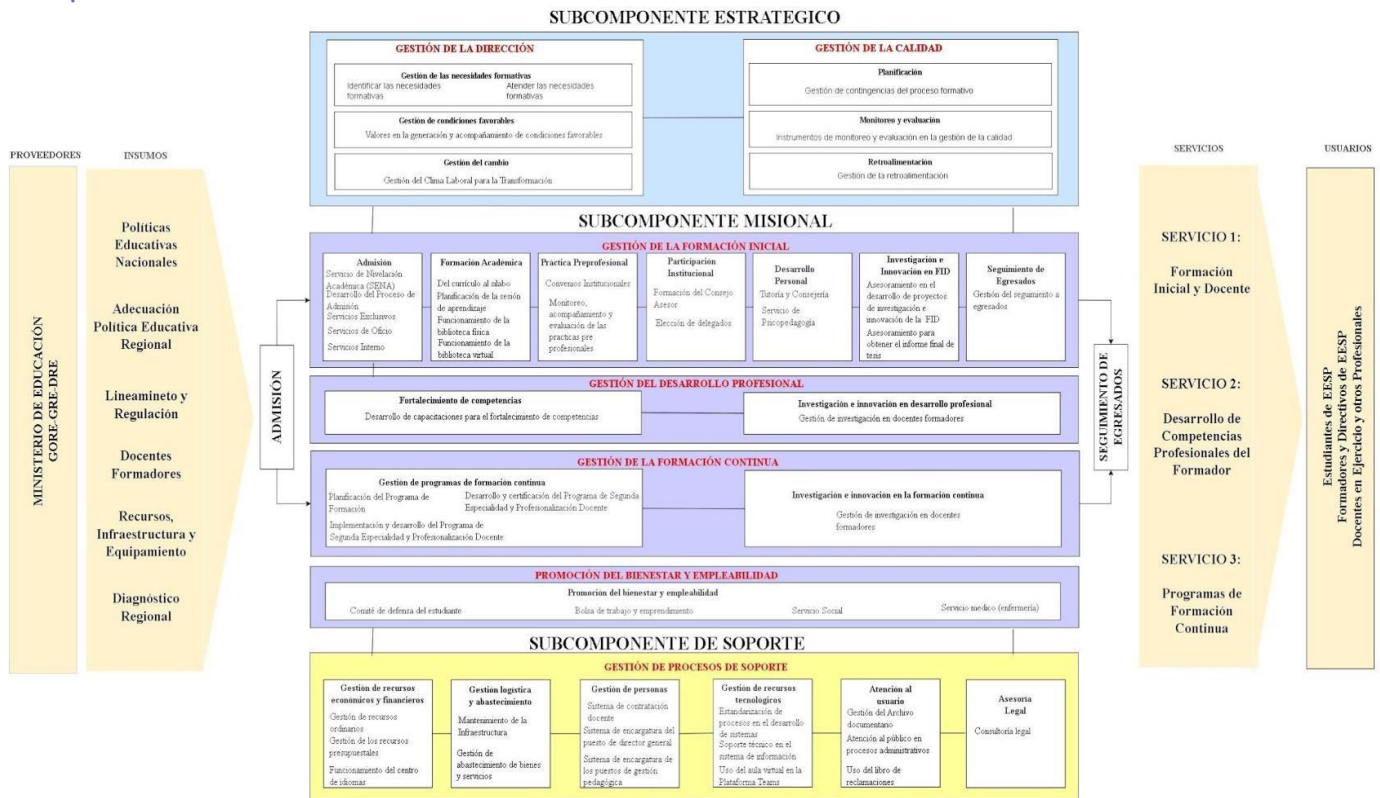 SUBCOMPONENTE ESTRATEGICO
GESTIÓN DE LA DIRECCIÓN
Gestión de las necesidades formativas
Identificar las necesidades
formativas
Atender las necesidades
formativas
Gestión de condiciones favorables
Valores en la generación y acompañamiento de condiciones favorables
Gestión del cambio
Gestión del Clima Laboral para la Transformación
GESTIÓN DE LA CALIDAD
Planificación
Gestión de contingencias del proceso formativo
Monitoreo y evaluación
Instrumentos de monitoreo y evaluación en la gestión de la calidad
Retroalimentación
Gestión de la retroalimentación
PROVEEDORES
MINISTERIO DE EDUCACIÓN
GORE-GRE-DRE
INSUMOS
Políticas
Educativas
Nacionales
Adecuación
Política Educativa
Regional
Lineamineto y
Regulación
Docentes
Formadores
Recursos,
Infraestructura y
Equipamiento
Diagnóstico
Regional
ADMISIÓN
SUBCOMPONENTE MISIONAL
GESTIÓN DE LA FORMACIÓN INICIAL
Admisión
Servicio de Nivelación
Académica (SENA)
Desarrollo del Proceso de
Admisión
Servicios Exclusivos
Servicios de Oficio
Servicios Interno
Formación Académica
Del currículo al sílabo
Planificación de la sesión
de aprendizaje
Funcionamiento de la
biblioteca física
Funcionamiento de la
biblioteca virtual
Practica Preprofesional
Convenios Institucionales
Monitoreo,
acompañamiento y
evaluación de las
practicas pre
profesionales
Participación
Institucional
Formación del Consejo
Asesor
Elección de delegados
Desarrollo
Personal
Tutoría y Consejería
Servicio de
Psicopedagogía
Investigación e
Innovación en FID
Asesoramiento en el
desarrollo de proyectos
de investigación e
innovación de la FID
Asesoramiento para
obtener el informe final de
tesis
Seguimiento de
Egresados
Gestión del seguimiento a
egresados
GESTIÓN DEL DESARROLLO PROFESIONAL
Fortalecimiento de competencias
Desarrollo de capacitaciones para el fortalecimiento de competencias
Investigación e innovación en desarrollo profesional
Gestión de investigación en docentes formadores
GESTIÓN DE LA FORMACIÓN CONTINUA
Gestión de programas de formación continua
Planificación del Programa de
Formación
Desarrollo y certificación del Programa de Segunda
Especialidad y Profesionalización Docente
Implementación y desarrollo del Programa de
Segunda Especialidad y Profesionalización Docente
Investigación e innovación en la formación continua
Gestión de investigación en docentes
formadores
PROMOCIÓN DEL BIENESTAR Y EMPLEABILIDAD
Promoción del bienestar y empleabilidad
Comité de defensa del estudiante
Bolsa de trabajo y emprendimiento
Servicio Social
Servicio medico (enfermería)
SUBCOMPONENTE DE SOPORTE
GESTIÓN DE PROCESOS DE SOPORTE
Gestión de recursos
económicos y financieros
Gestión de recursos
ordinarios
Gestión de los recursos
presupuestales
Funcionamiento del centro
de idiomas
Gestión logística y
abastecimiento
Mantenimiento de la
Infraestructura
Gestión de
abastecimiento de bienes
y servicios
Gestión de personas
Sistema de contratación
docente
Sistema de encargatura del
puesto de director general
Sistema de encargatura de
los puestos de gestión
pedagógica
Gestión de recursos
tecnológicos
Estandarización de
procesos en el desarrollo
de sistemas
Soporte técnico en el
sistema de información
Uso del aula virtual en la
Plataforma Teams
Atención al
usuario
Gestión del Archivo
documentario
Atención al público en
procesos administrativos
Uso del libro de
reclamaciones
Asesoria
Legal
Consultoría legal
SEGUIMIENTO DE
EGRESADOS
SERVICIOS
SERVICIO 1:
Formación
Inicial y Docente
SERVICIO 2:
Desarrollo de
Competencias
Profesionales del
Formador
SERVICIO 3:
Programas de
Formación
Continua
USUARIOS
Estudiantes de EESP
Formadores y Directivos de EESP
Docentes en Ejercicio y otros Profesionales